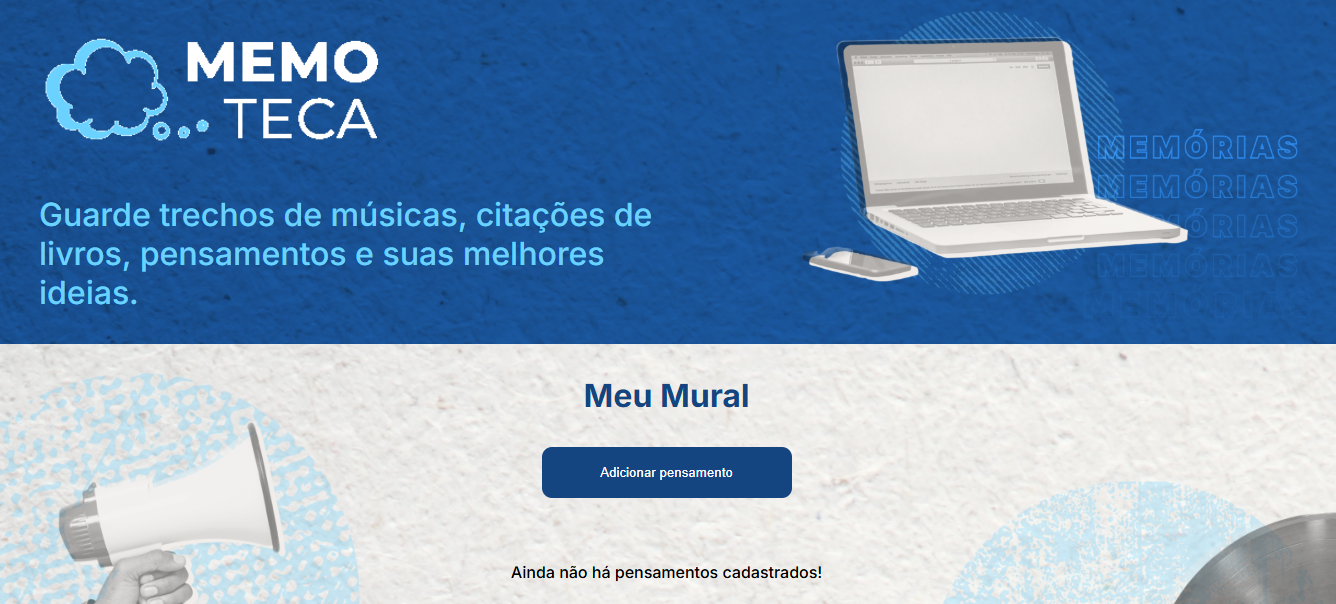 MEMO
TECA
Guarde trechos de músicas, citações de
livros, pensamentos e suas melhores
ideias.
MEMÓRIAS
MEMÓRIAS
MEMÓRIAS
MEMÓRIAS
MEMÓRIAS
Meu Mural
Adicionar pensamento
Ainda não há pensamentos cadastrados!